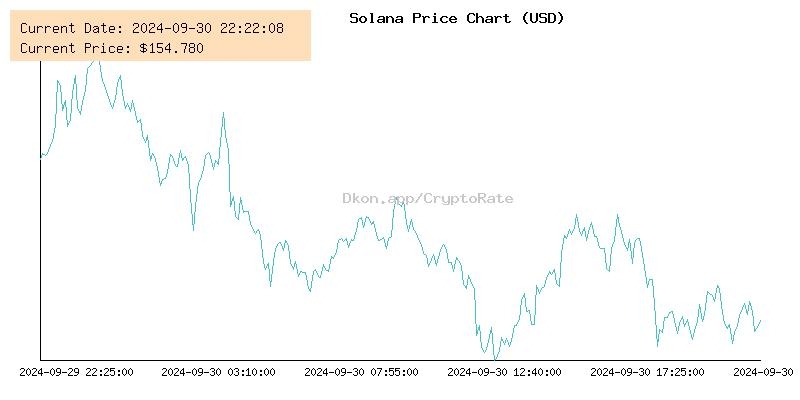 Solana Price Chart (USD)
Current Date: 2024-09-30 22:22:08
Current Price: $154.780
Dkon.app/CryptoRate
2024-09-29 22:25:00 2024-09-30 03:10:00 2024-09-30 07:55:00 2024-09-30 12:40:00 2024-09-30 17:25:00 2024-09-30